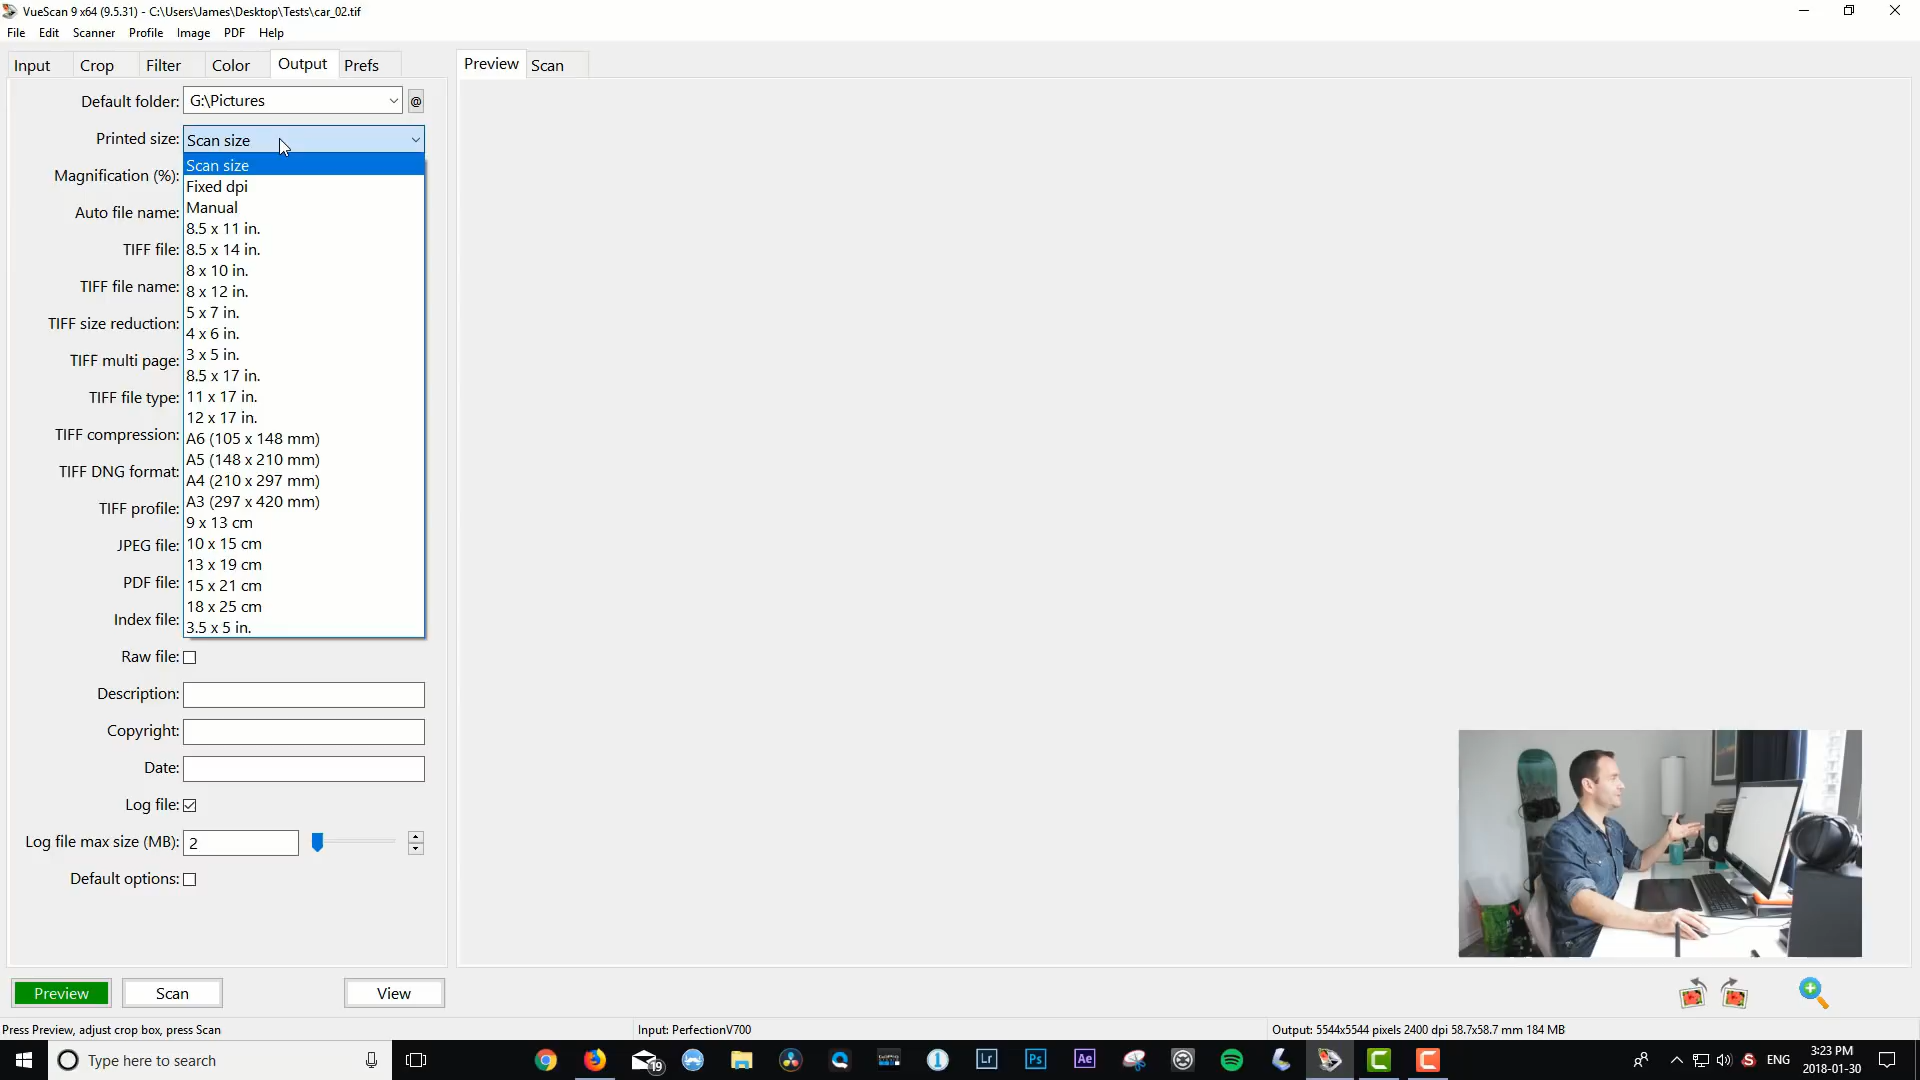 VueScan 9 x64 (9.5.31) - C:\Users\James\Desktop\Tests\car_02.tif
File Edit Scanner Profile Image PDF Help
Input Crop Filter Color Output Prefs
Preview Scan
Default folder: G:\Pictures @
Printed size: Scan size
Scan size
Magnification (%):
Fixed dpi
Manual
Auto file name:
8.5 x 11 in.
TIFF file: 8.5 x 14 in.
8 x 10 in.
TIFF file name: 8 x 12 in.
5 x 7 in.
TIFF size reduction:
4 x 6 in.
TIFF multi page: 3 x 5 in.
8.5 x 17 in.
TIFF file type: 11 x 17 in.
12 x 17 in.
TIFF compression: A6 (105 x 148 mm)
A5 (148 x 210 mm)
TIFF DNG format:
A4 (210 x 297 mm)
A3 (297 x 420 mm)
TIFF profile:
9 x 13 cm
JPEG file: 10 x 15 cm
13 x 19 cm
PDF file: 15 x 21 cm
18 x 25 cm
Index file:
3.5 x 5 in.
Raw file:
Description:
Copyright:
Date:
Log file:
Log file max size (MB): 2
Default options:
Preview Scan View
Press Preview, adjust crop box, press Scan
Input: PerfectionV700
Output: 5544x5544 pixels 2400 dpi 58.7x58.7 mm 184 MB
Type here to search
19
Lr
Ps
Ae
ENG
3:23 PM
2018-01-30